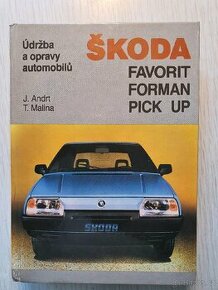 Údržba
a opravy
automobilů
J. Andrt
T. Malina
ŠKODA
FAVORIT
FORMAN
PICK UP
ŠKODA